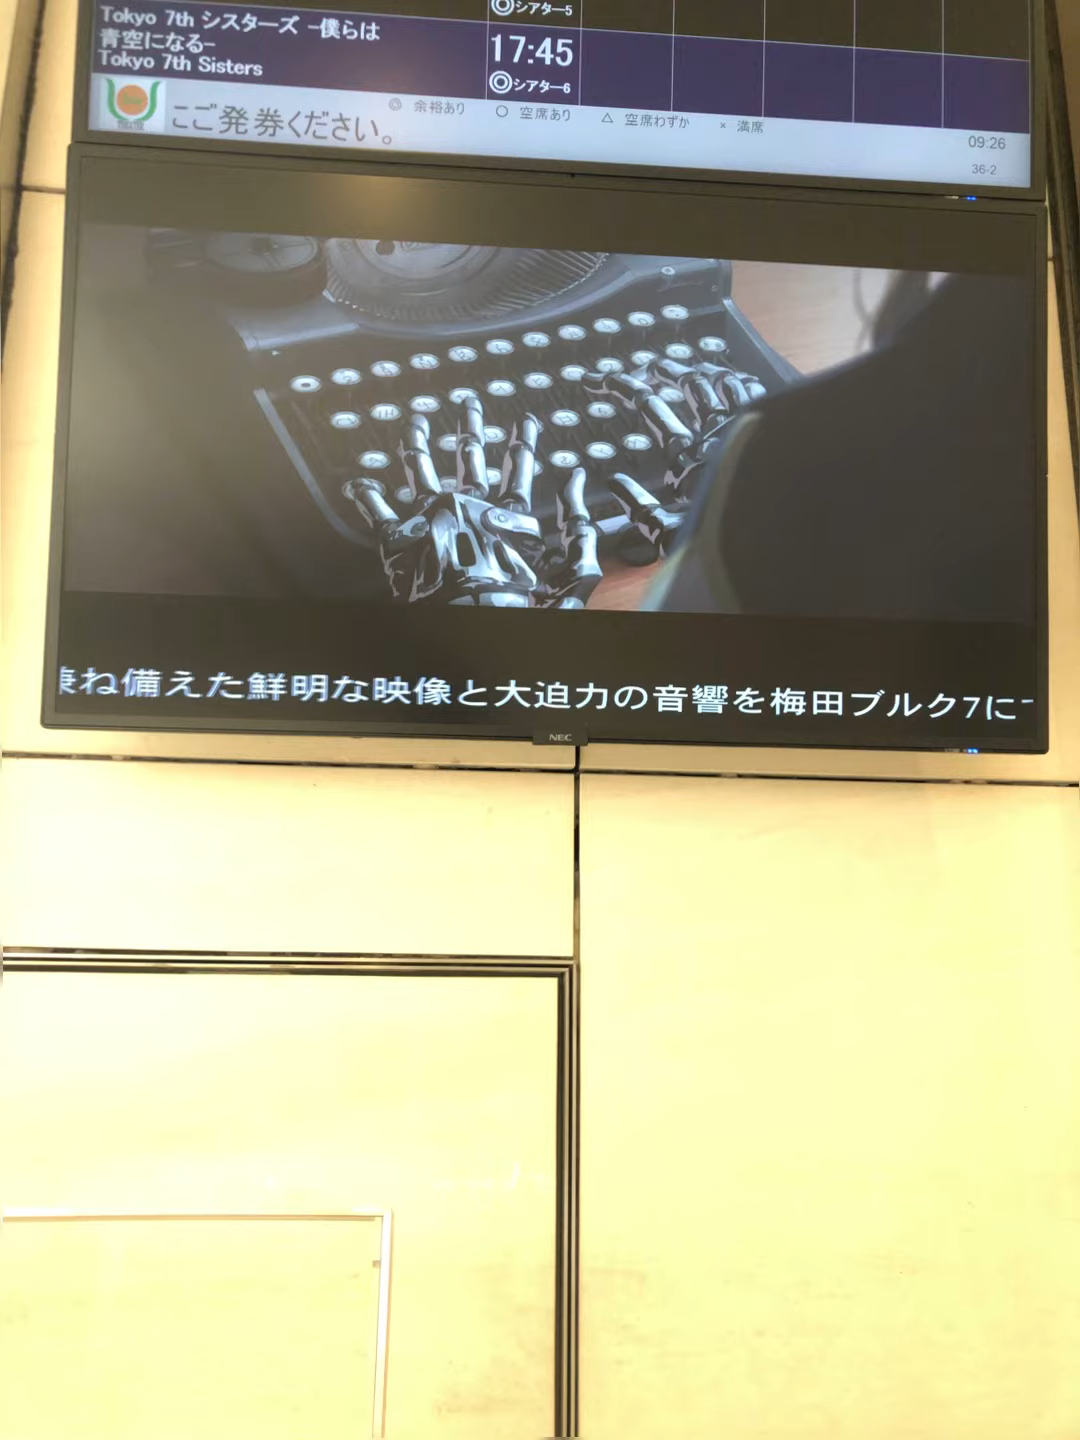 シアター5
Tokyo 7th シスターズ -僕らは
青空になる-
Tokyo 7th Sisters
17:45
シアター6
◎ 余裕あり ○ 空席あり △ 空席わずか × 満席
ご発券ください。
09:26
36-2
ね備えた鮮明な映像と大迫力の音響を梅田ブルク7に
NEC